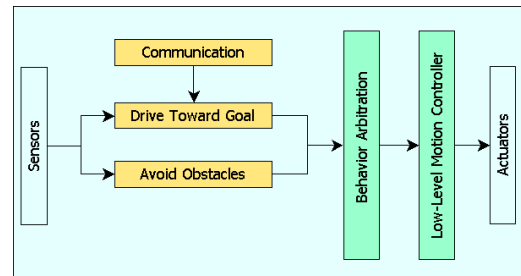 Communication
Sensors
Drive Toward Goal
Avoid Obstacles
Behavior Arbitration
Low-Level Motion Controller
Actuators